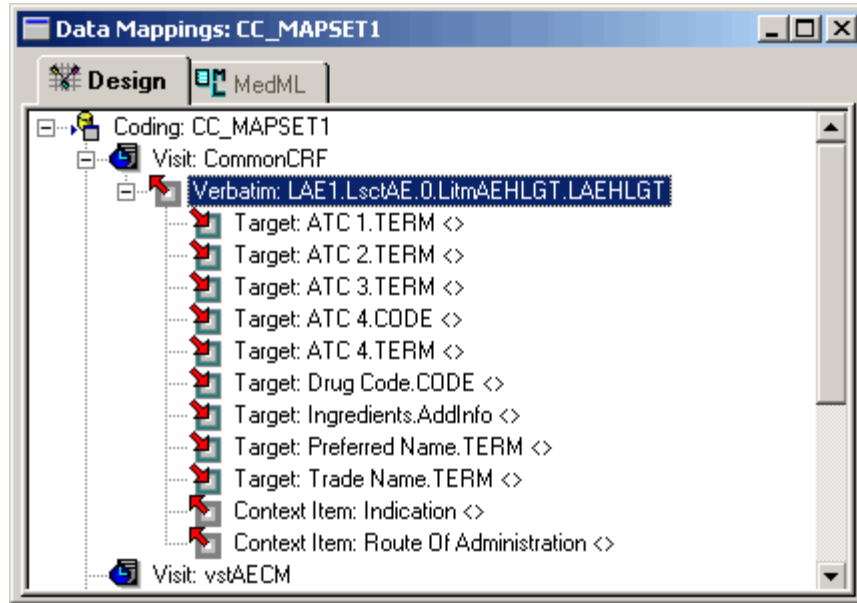 Data Mappings: CC_MAPSET1
Design MedML
Coding: CC_MAPSET1
Visit: CommonCRF
Verbatim: LAE1.LsctAE.0.LitmAEHLGT.LAEHLGT
Target: ATC 1.TERM <>
Target: ATC 2.TERM <>
Target: ATC 3.TERM <>
Target: ATC 4.CODE <>
Target: ATC 4.TERM <>
Target: Drug Code.CODE <>
Target: Ingredients.AddInfo <>
Target: Preferred Name.TERM <>
Target: Trade Name.TERM <>
Context Item: Indication <>
Context Item: Route Of Administration <>
Visit: vstAECM